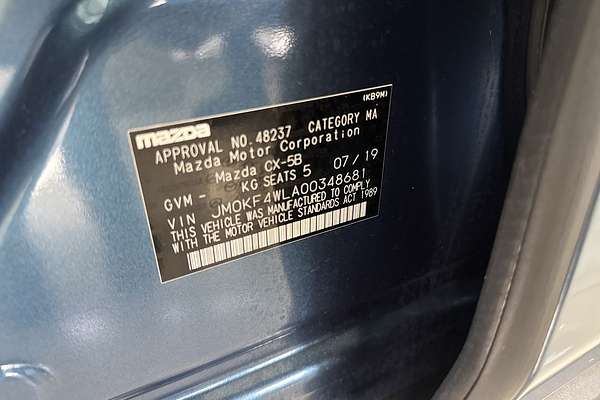 (KB9M)
mazda
APPROVAL NO.48237 CATEGORY MA
Mazda Motor Corporation
Mazda CX-5B 07/19
GVM - KG SEATS 5
VIN JM0KF4WLA00348681
THIS VEHICLE WAS MANUFACTURED TO COMPLY
WITH THE MOTOR VEHICLE STANDARDS ACT 1989